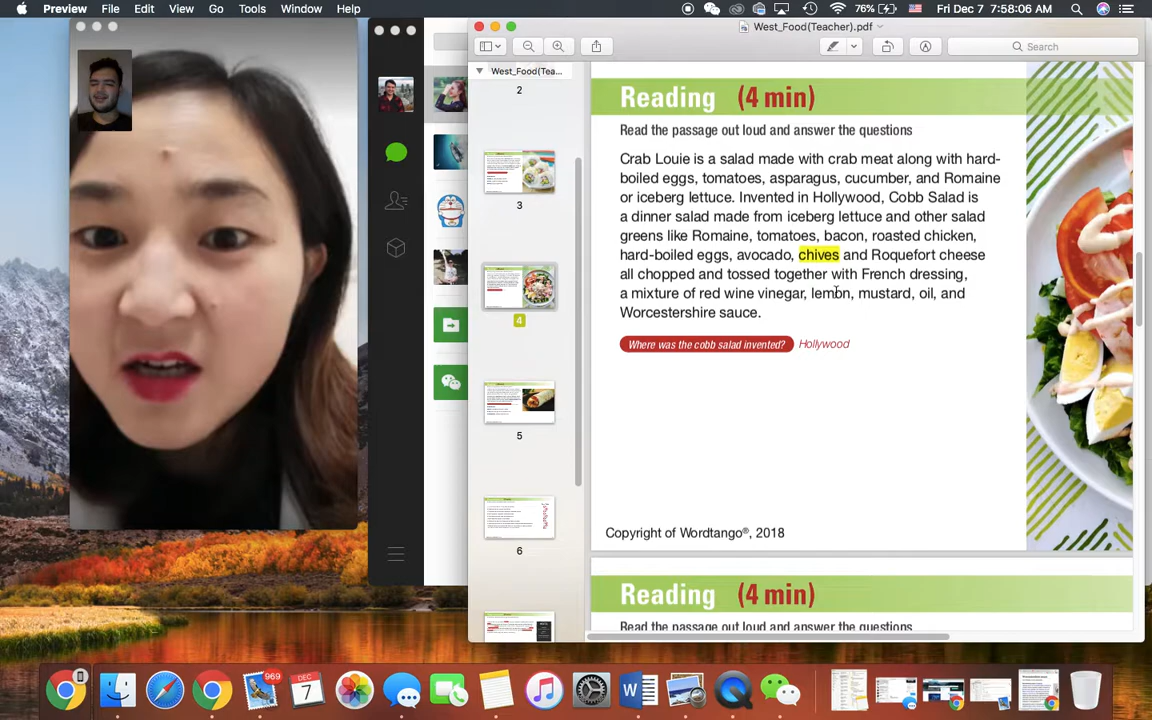 Preview File Edit View Go Tools Window Help 76% Fri Dec 7 7:58:06 AM
West_Food(Teacher).pdf
Search
West_Food(Tea...
2
3
4
5
6
Reading (4 min)
Read the passage out loud and answer the questions
Crab Louie is a salad made with crab meat along with hard-
boiled eggs, tomatoes, asparagus, cucumber, and Romaine
or iceberg lettuce. Invented in Hollywood, Cobb Salad is
a dinner salad made from iceberg lettuce and other salad
greens like Romaine, tomatoes, bacon, roasted chicken,
hard-boiled eggs, avocado, chives and Roquefort cheese
all chopped and tossed together with French dressing,
a mixture of red wine vinegar, lemon, mustard, oil, and
Worcestershire sauce.
Where was the cobb salad invented? Hollywood
Copyright of Wordtango®, 2018
Reading (4 min)
Read the passage out loud and answer the questions
969
DEC
7
W